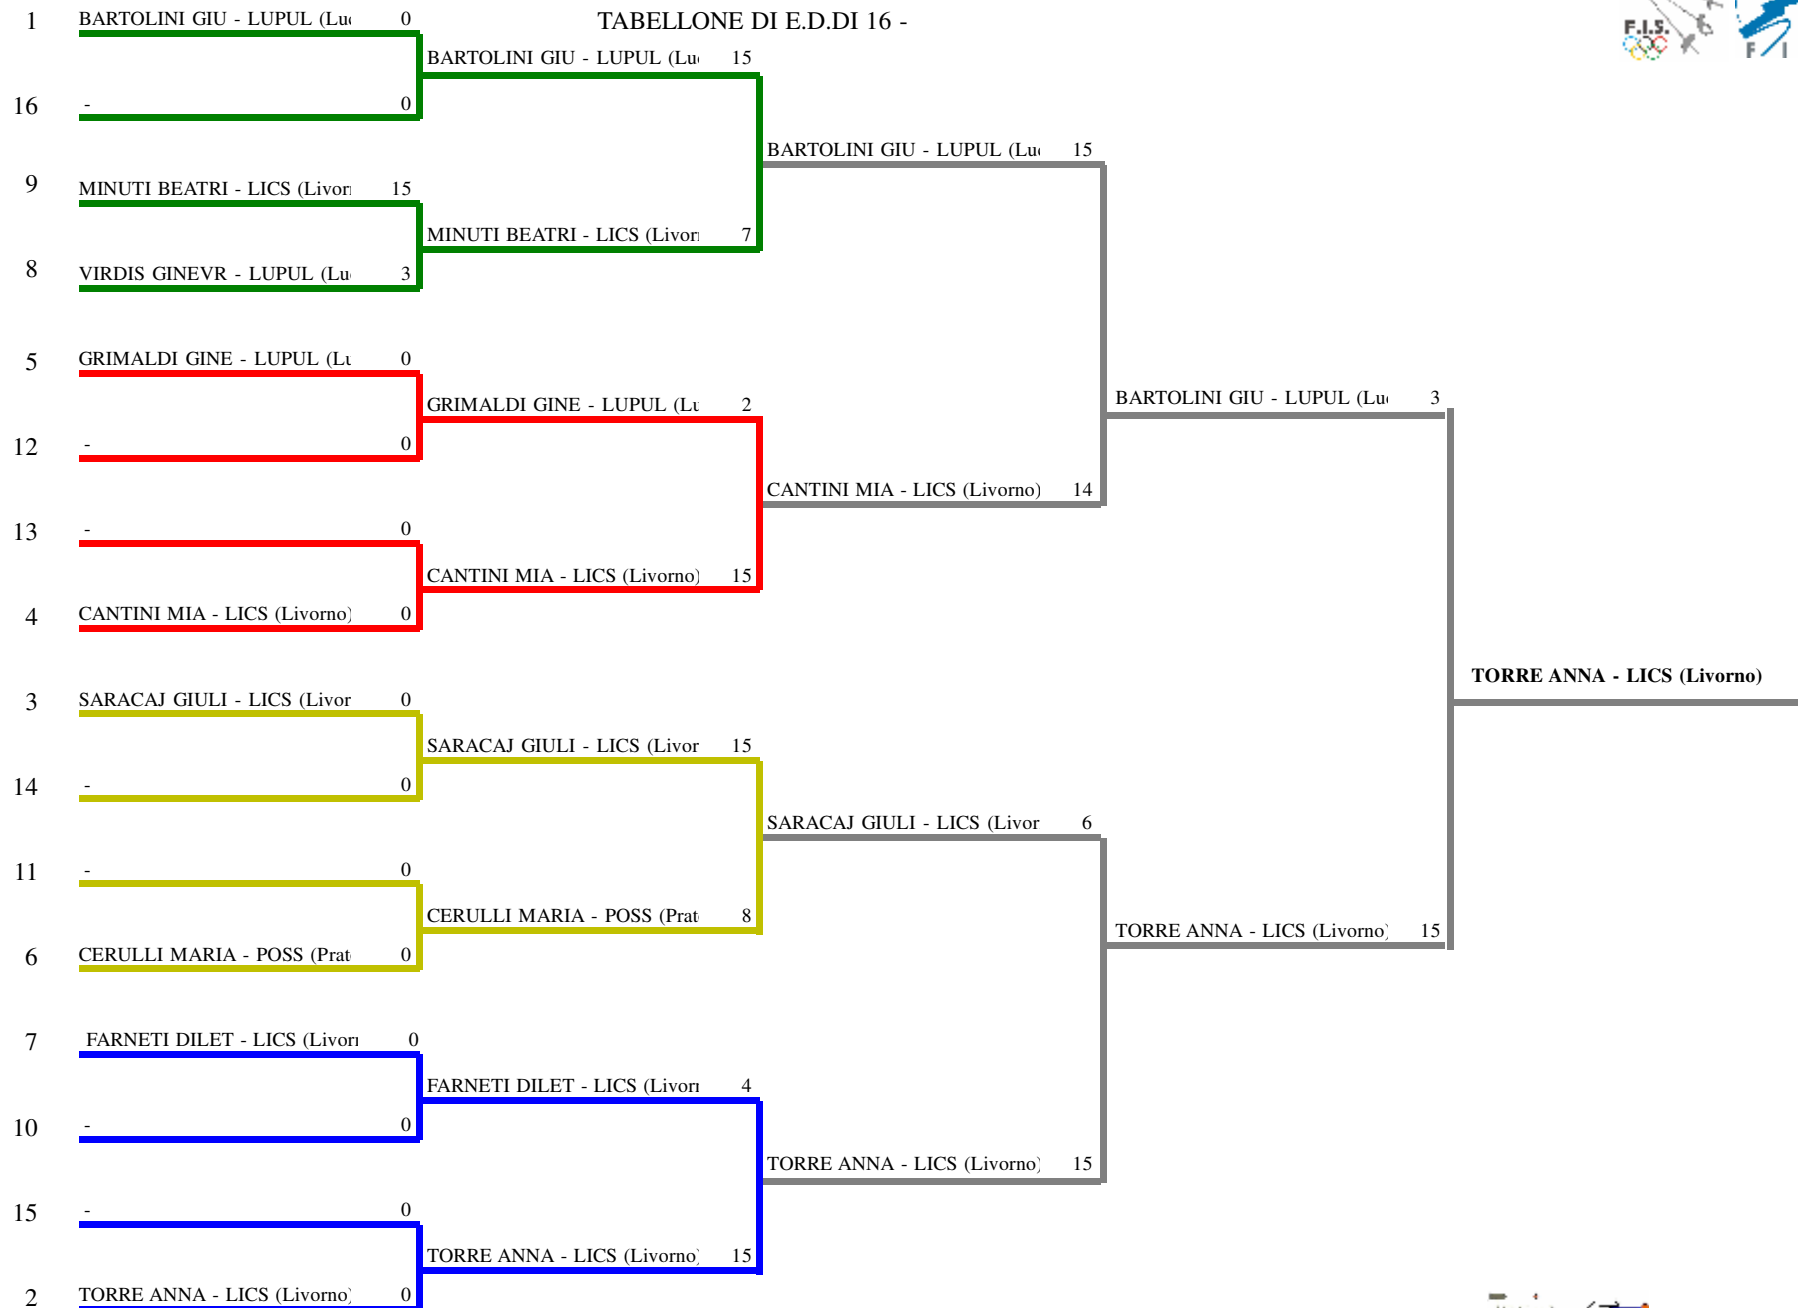 TABELLONE DI E.D.DI 16 -
F.I.S.
F I
1 BARTOLINI GIU - LUPUL (Lu 0
16 - 0
9 MINUTI BEATRI - LICS (Livor 15
8 VIRDIS GINEVR - LUPUL (Lu 3
5 GRIMALDI GINE - LUPUL (L 0
12 - 0
13 - 0
4 CANTINI MIA - LICS (Livorno) 0
3 SARACAJ GIULI - LICS (Livor 0
14 - 0
11 - 0
6 CERULLI MARIA - POSS (Prat 0
7 FARNETI DILET - LICS (Livor 0
10 - 0
15 - 0
2 TORRE ANNA - LICS (Livorno) 0
BARTOLINI GIU - LUPUL (Lu 15
MINUTI BEATRI - LICS (Livor 7
GRIMALDI GINE - LUPUL (L 2
CANTINI MIA - LICS (Livorno) 15
SARACAJ GIULI - LICS (Livor 15
CERULLI MARIA - POSS (Prat 8
FARNETI DILET - LICS (Livor 4
TORRE ANNA - LICS (Livorno) 15
BARTOLINI GIU - LUPUL (Lu 15
CANTINI MIA - LICS (Livorno) 14
SARACAJ GIULI - LICS (Livor 6
TORRE ANNA - LICS (Livorno) 15
BARTOLINI GIU - LUPUL (Lu 3
TORRE ANNA - LICS (Livorno) 15
TORRE ANNA - LICS (Livorno)